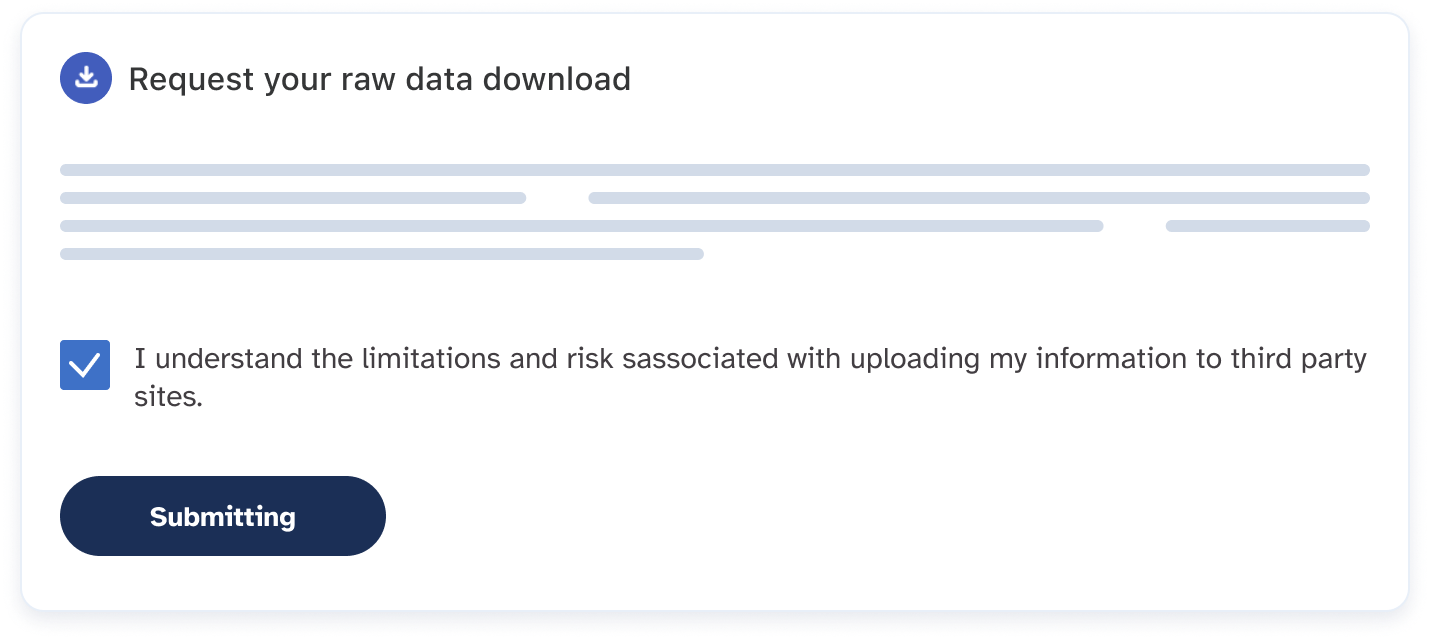 Request your raw data download
I understand the limitations and risk sassociated with uploading my information to third party
sites.
Submitting